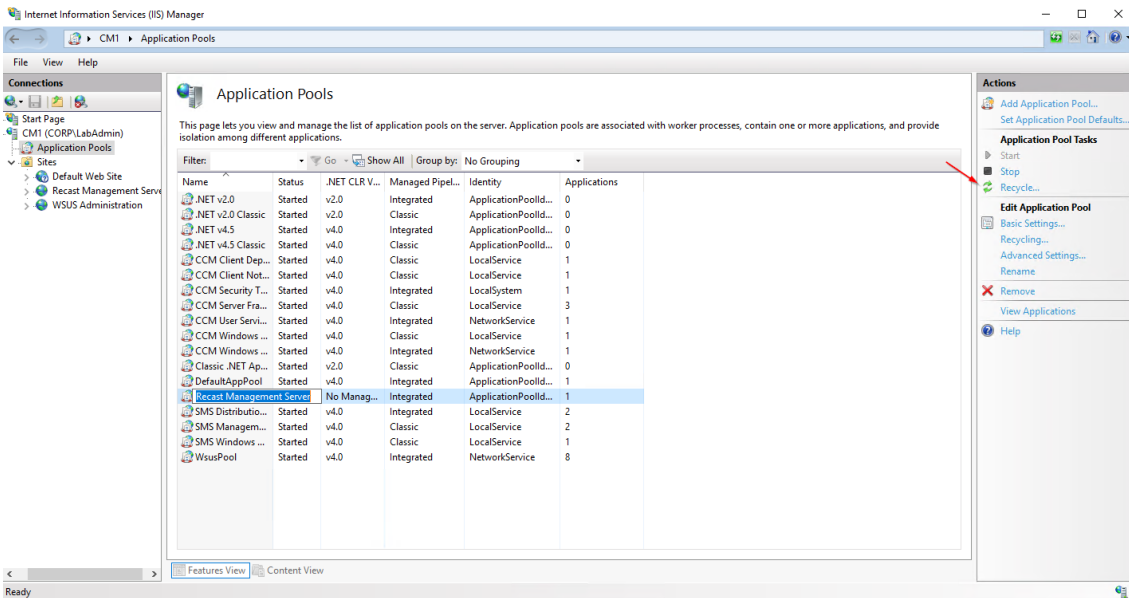 Internet Information Services (IIS) Manager
CM1 Application Pools
File View Help
Connections
Start Page
CM1 (CORP\LabAdmin)
Application Pools
Sites
Default Web Site
Recast Management Serve
WSUS Administration
Application Pools
This page lets you view and manage the list of application pools on the server. Application pools are associated with worker processes, contain one or more applications, and provide
isolation among different applications.
Filter: Go Show All Group by: No Grouping
Name Status .NET CLR V... Managed Pipel... Identity Applications
.NET v2.0 Started v2.0 Integrated ApplicationPoolId... 0
.NET v2.0 Classic Started v2.0 Classic ApplicationPoolId... 0
.NET v4.5 Started v4.0 Integrated ApplicationPoolId... 0
.NET v4.5 Classic Started v4.0 Classic ApplicationPoolId... 0
CCM Client Dep... Started v4.0 Classic LocalService 1
CCM Client Not... Started v4.0 Classic LocalService 1
CCM Security T... Started v4.0 Integrated LocalSystem 1
CCM Server Fra... Started v4.0 Classic LocalService 3
CCM User Servi... Started v4.0 Integrated NetworkService 1
CCM Windows ... Started v4.0 Classic LocalService 1
CCM Windows ... Started v4.0 Integrated NetworkService 1
Classic .NET Ap... Started v2.0 Classic ApplicationPoolId... 0
DefaultAppPool Started v4.0 Integrated ApplicationPoolId... 1
Recast Management Server No Manag... Integrated ApplicationPoolId... 1
SMS Distributio... Started v4.0 Integrated LocalService 2
SMS Managem... Started v4.0 Classic LocalService 2
SMS Windows ... Started v4.0 Classic LocalService 1
WsusPool Started v4.0 Integrated NetworkService 8
Features View Content View
Actions
Add Application Pool...
Set Application Pool Defaults...
Application Pool Tasks
Start
Stop
Recycle...
Edit Application Pool
Basic Settings...
Recycling...
Advanced Settings...
Rename
Remove
View Applications
Help
Ready